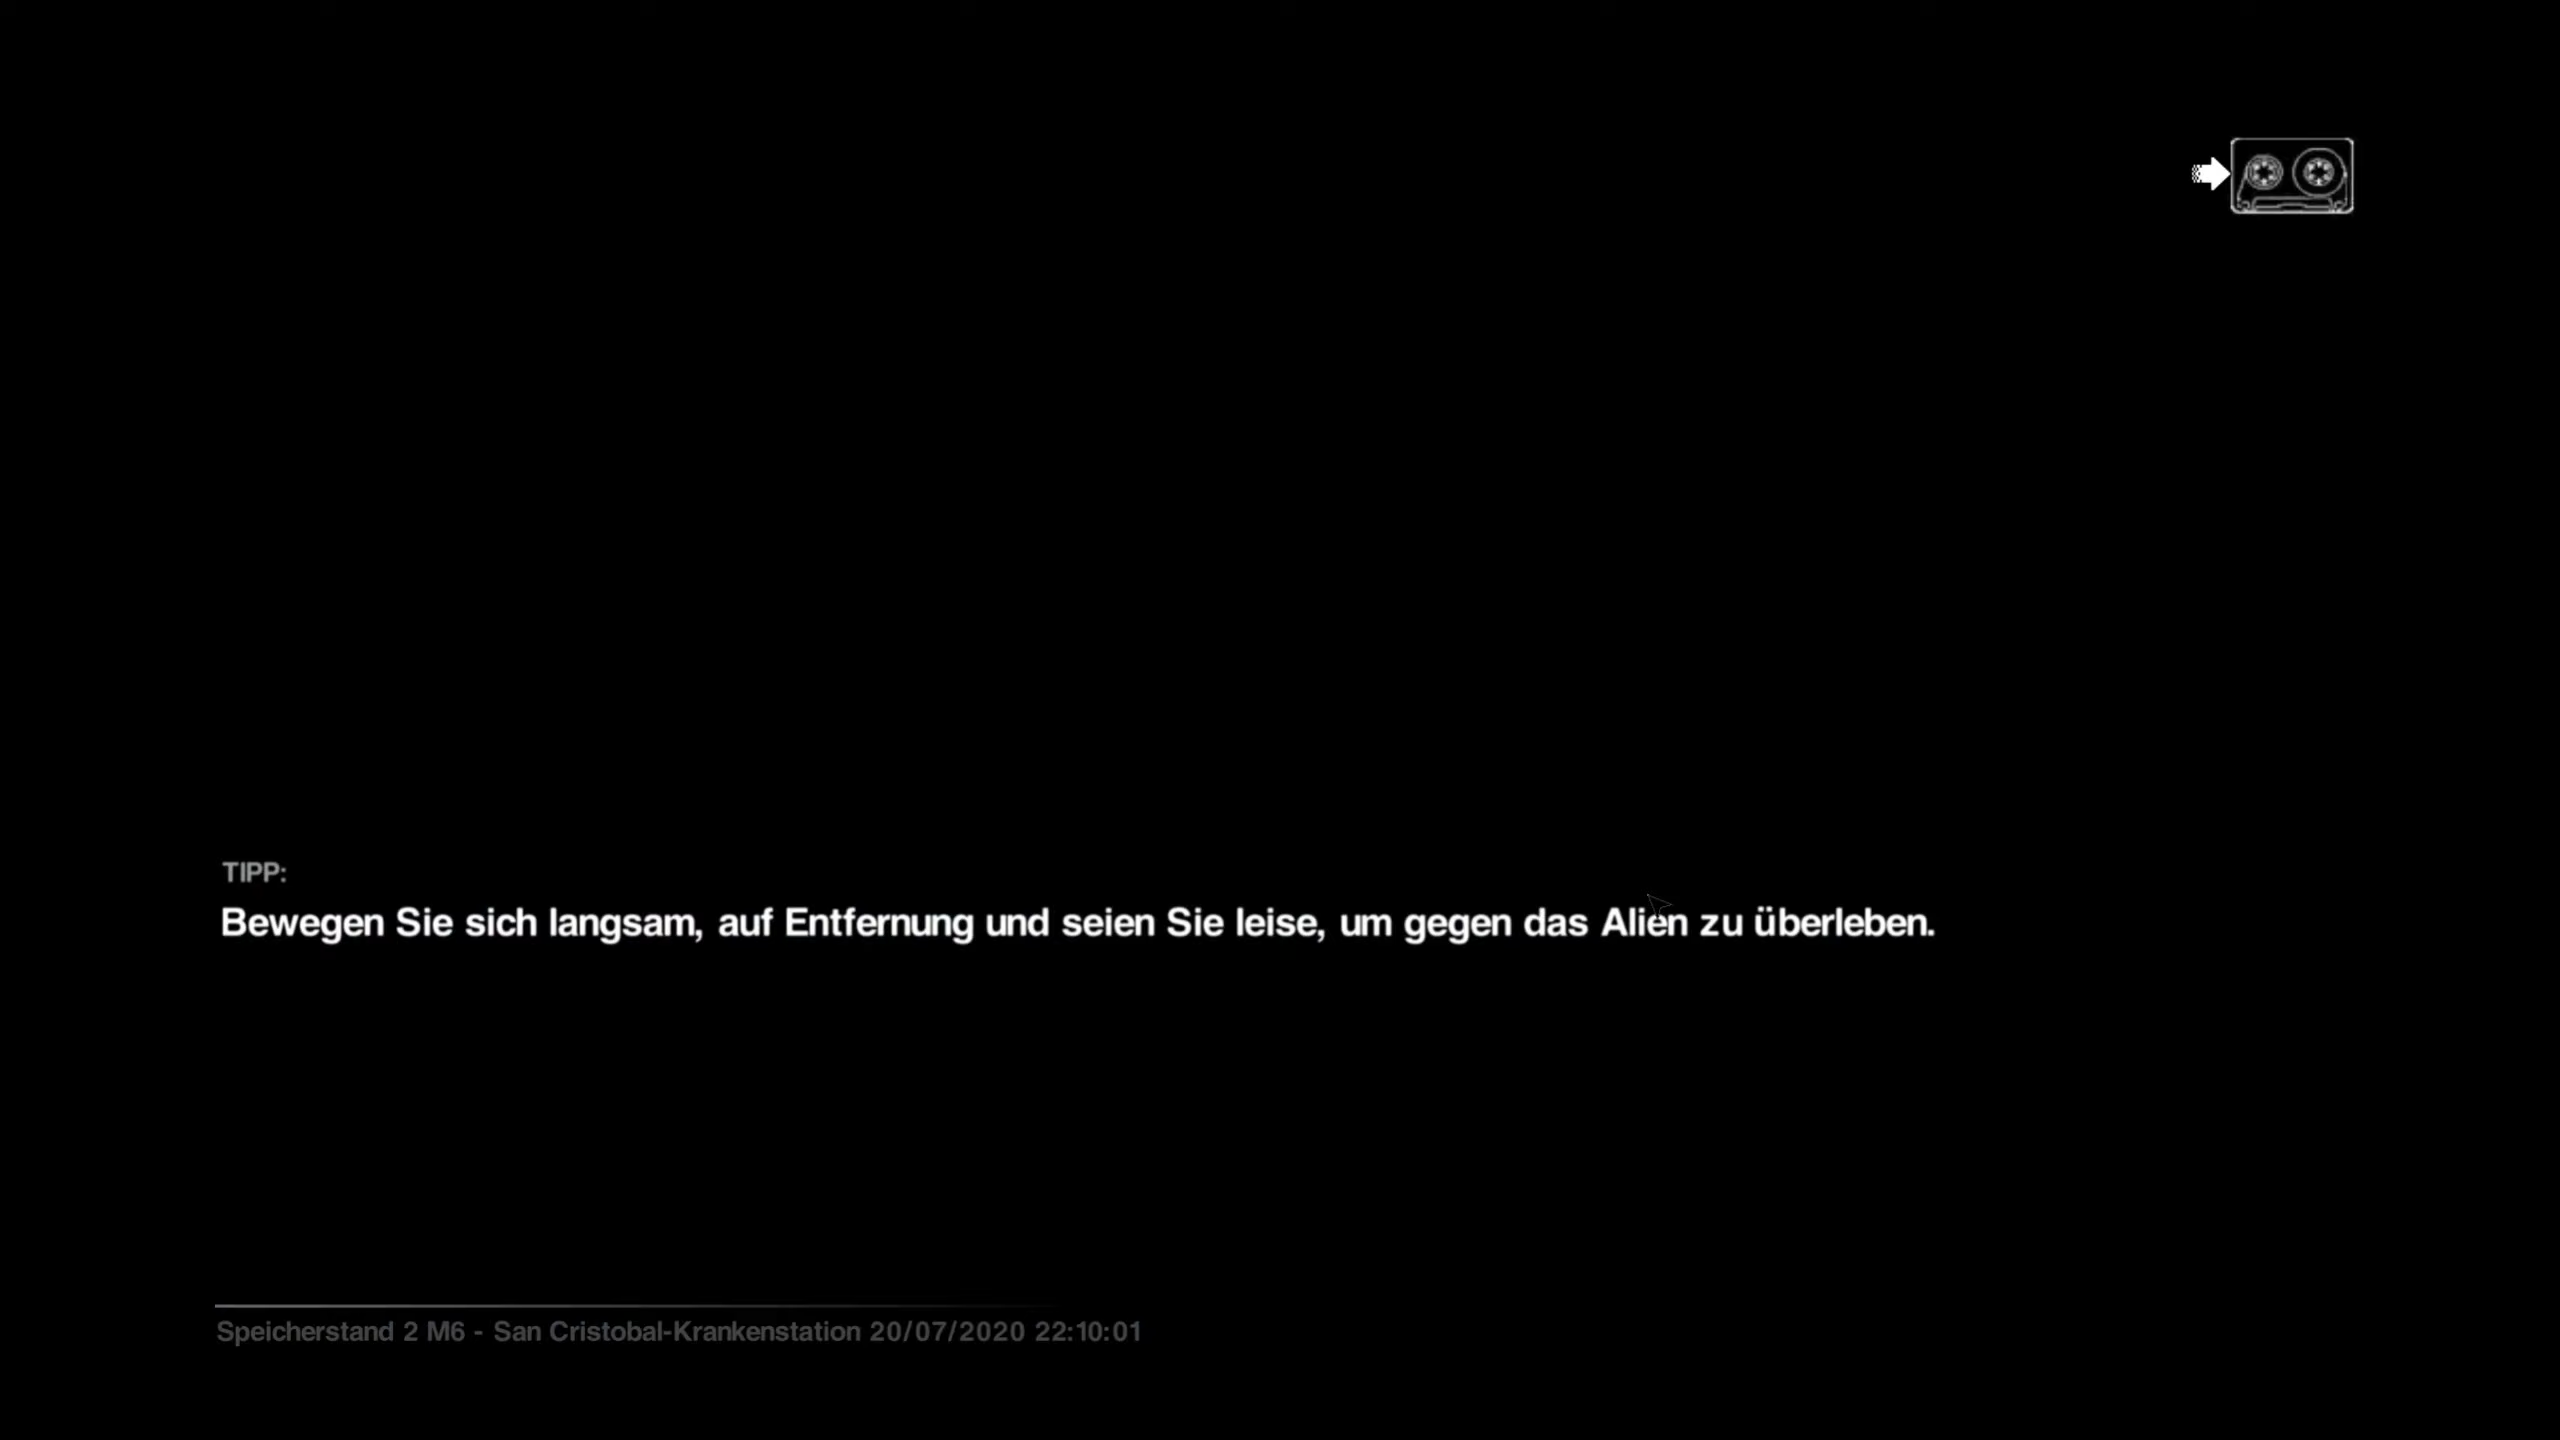 TIPP:
Bewegen Sie sich langsam, auf Entfernung und seien Sie leise, um gegen das Alien zu überleben.
Speicherstand 2 M6 - San Cristobal-Krankenstation 20/07/2020 22:10:01